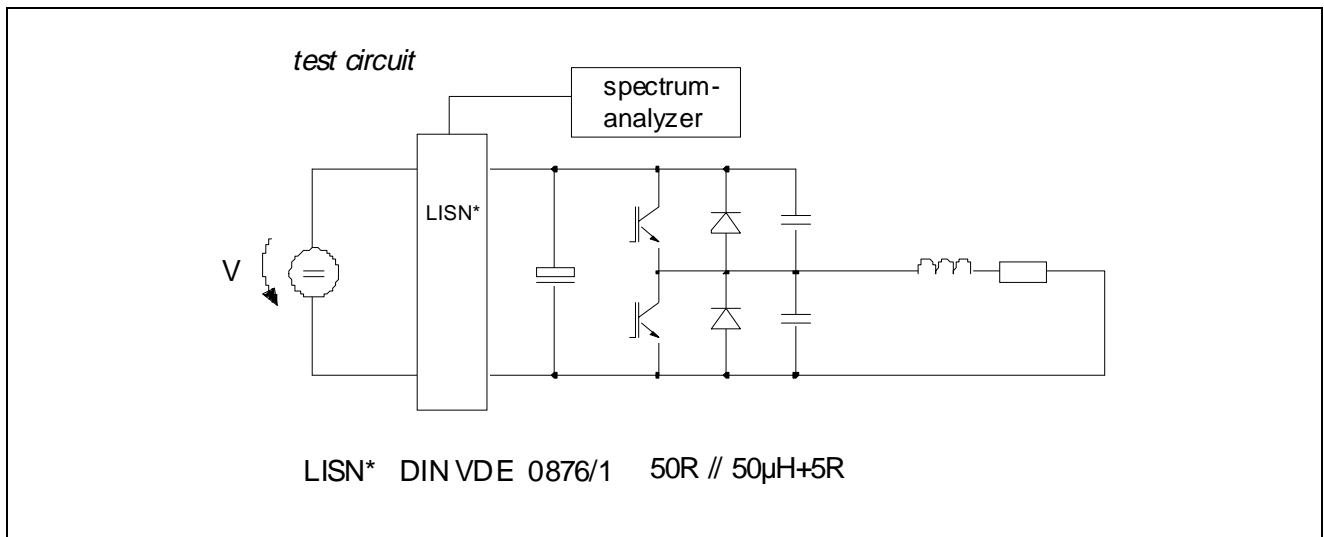 test circuit
spectrum-
analyzer
LISN*
V
LISN* DIN VDE 0876/1 50R // 50µH+5R